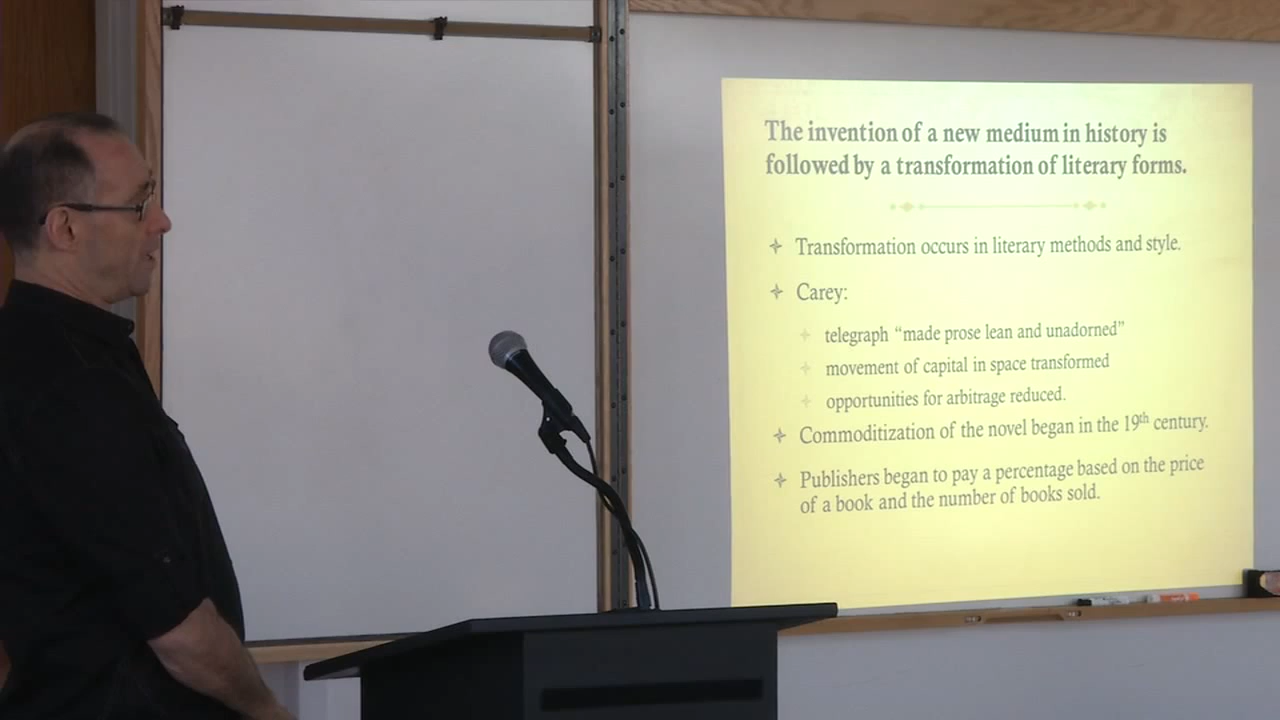 The invention of a new medium in history is
followed by a transformation of literary forms.
Transformation occurs in literary methods and style.
Carey:
telegraph “made prose lean and unadorned”
movement of capital in space transformed
opportunities for arbitrage reduced.
Commoditization of the novel began in the 19th century.
Publishers began to pay a percentage based on the price
of a book and the number of books sold.